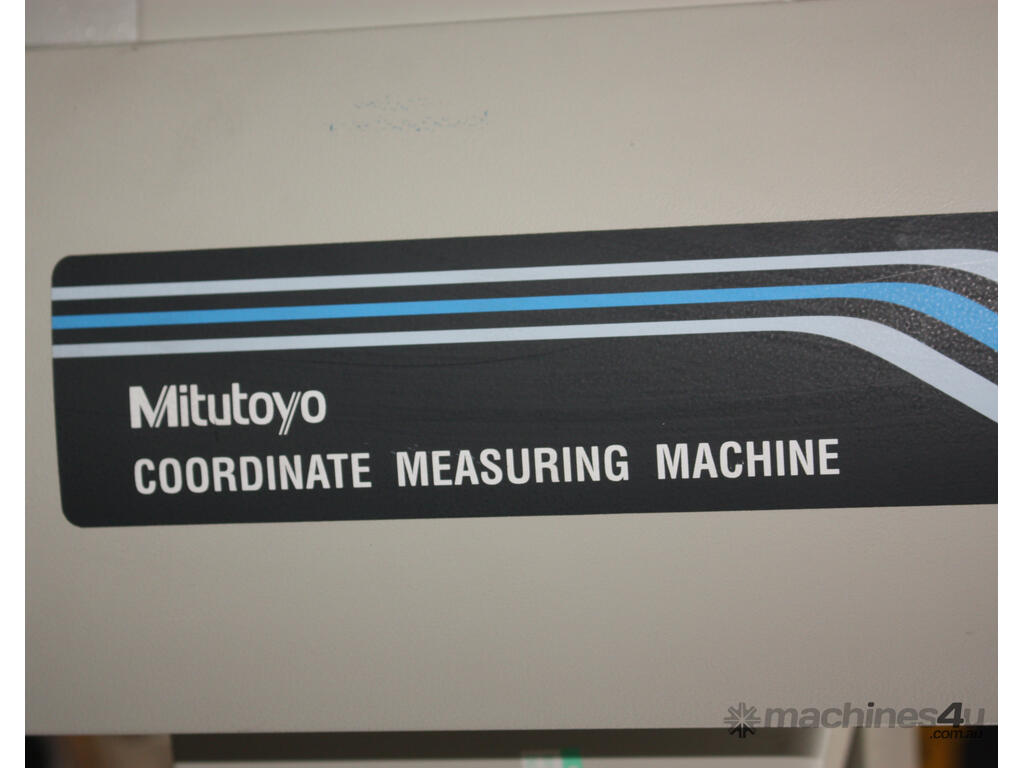 Mitutoyo
COORDINATE MEASURING MACHINE
machines4u
.com.au